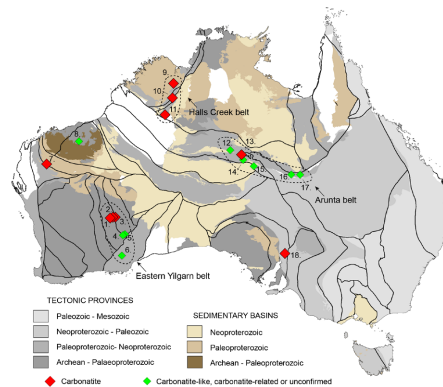 9.
10.
11.
Halls Creek belt
8.
12.
13.
14.
15.
16.
17.
Arunta belt
2.
1.
3.
4.
5.
6.
18.
Eastern Yilgarn belt
TECTONIC PROVINCES
SEDIMENTARY BASINS
Paleozoic - Mesozoic
Neoproterozoic - Paleozoic
Paleoproterozoic- Neoproterozoic
Archean - Palaeoproterozoic
Neoproterozoic
Paleoproterozoic
Archean - Paleoproterozoic
Carbonatite
Carbonatite-like, carbonatite-related or unconfirmed